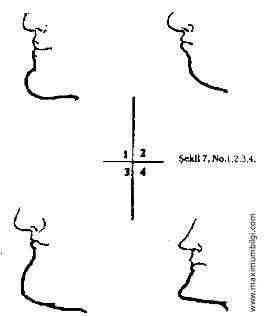 1 2
Şekil 7, No.1,2,3,4.
3 4
www.maximumbilgi.com